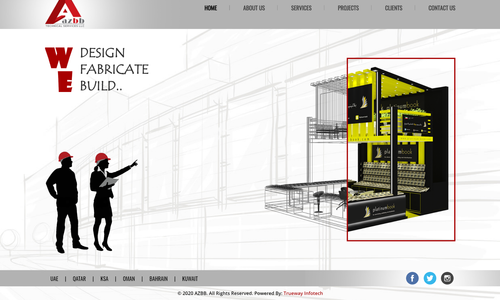 azbb
HOME | ABOUT US | SERVICES | PROJECTS | CLIENTS | CONTACT US
WE
DESIGN
FABRICATE
BUILD..
platinumbook
UAE | QATAR | KSA | OMAN | BAHRAIN | KUWAIT
© 2020 AZBB. All Rights Reserved. Powered By: Trueway Infotech